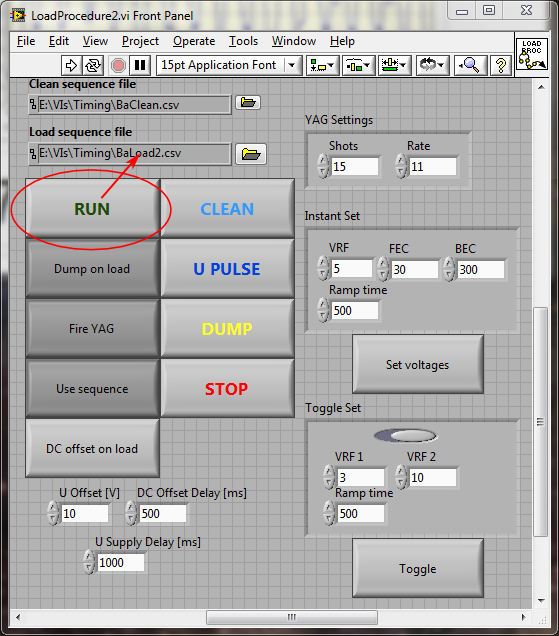 LoadProcedure2.vi Front Panel
File Edit View Project Operate Tools Window Help
LOAD
PROC
15pt Application Font
Clean sequence file
E:\VIs\Timing\BaClean.csv
Load sequence file
E:\VIs\Timing\BaLoad2.csv
YAG Settings
Shots Rate
15 11
RUN CLEAN
Instant Set
VRF FEC BEC
5 30 300
Dump on load U PULSE
Ramp time
500
Fire YAG DUMP
Set voltages
Use sequence STOP
Toggle Set
DC offset on load
VRF 1 VRF 2
3 10
Ramp time
500
U Offset [V] DC Offset Delay [ms]
10 500
U Supply Delay [ms]
1000
Toggle